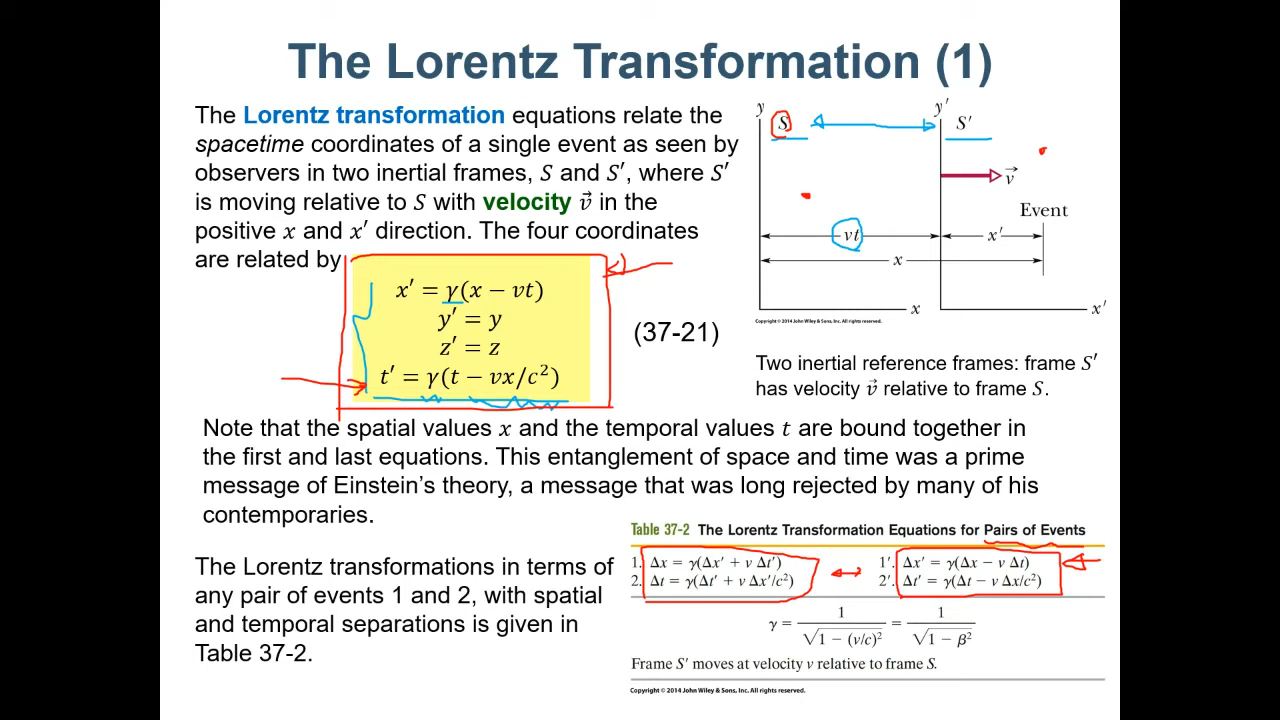 The Lorentz Transformation (1)
The Lorentz transformation equations relate the
spacetime coordinates of a single event as seen by
observers in two inertial frames, S and S′, where S′
is moving relative to S with velocity v⃗ in the
positive x and x′ direction. The four coordinates
are related by
x′ = γ(x − vt)
y′ = y
z′ = z
t′ = γ(t − vx/c²)
(37-21)
y
S
y′
S′
v⃗
Event
vt
x′
x
x
x′
Copyright © 2014 John Wiley & Sons, Inc. All rights reserved.
Two inertial reference frames: frame S′
has velocity v⃗ relative to frame S.
Note that the spatial values x and the temporal values t are bound together in
the first and last equations. This entanglement of space and time was a prime
message of Einstein's theory, a message that was long rejected by many of his
contemporaries.
The Lorentz transformations in terms of
any pair of events 1 and 2, with spatial
and temporal separations is given in
Table 37-2.
Table 37-2 The Lorentz Transformation Equations for Pairs of Events
1. Δx = γ(Δx′ + v Δt′) 1′. Δx′ = γ(Δx − v Δt)
2. Δt = γ(Δt′ + v Δx′/c²) 2′. Δt′ = γ(Δt − v Δx/c²)
γ = 1/√(1 − (v/c)²) = 1/√(1 − β²)
Frame S′ moves at velocity v relative to frame S.
Copyright © 2014 John Wiley & Sons, Inc. All rights reserved.